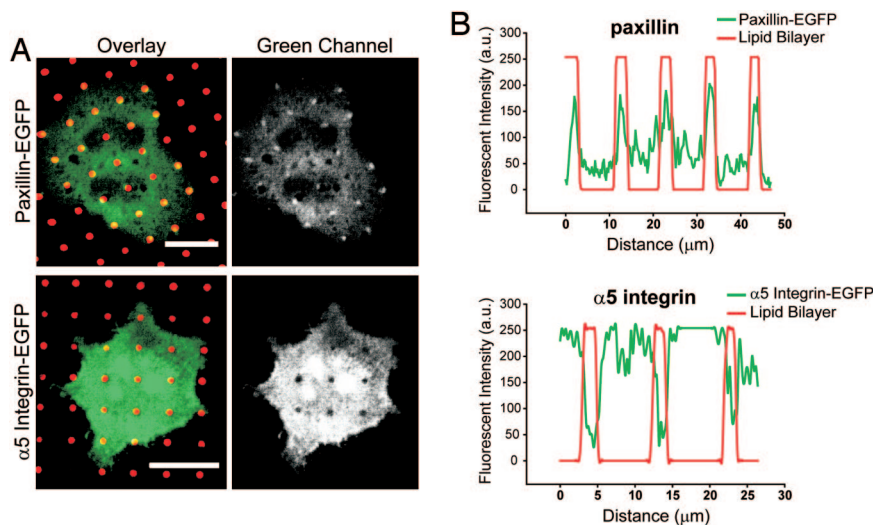 A
Overlay
Green Channel
Paxillin-EGFP
α5 Integrin-EGFP
B
paxillin
Paxillin-EGFP
Lipid Bilayer
Fluorescent Intensity (a.u.)
300
250
200
150
100
50
0
0 10 20 30 40 50
Distance (μm)
α5 integrin
α5 Integrin-EGFP
Lipid Bilayer
Fluorescent Intensity (a.u.)
300
250
200
150
100
50
0
0 5 10 15 20 25 30
Distance (μm)